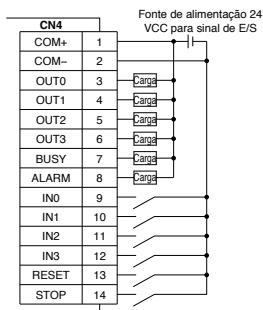 Fonte de alimentação 24
VCC para sinal de E/S
CN4
COM+ 1
COM– 2
OUT0 3 Carga
OUT1 4 Carga
OUT2 5 Carga
OUT3 6 Carga
BUSY 7 Carga
ALARM 8 Carga
IN0 9
IN1 10
IN2 11
IN3 12
RESET 13
STOP 14